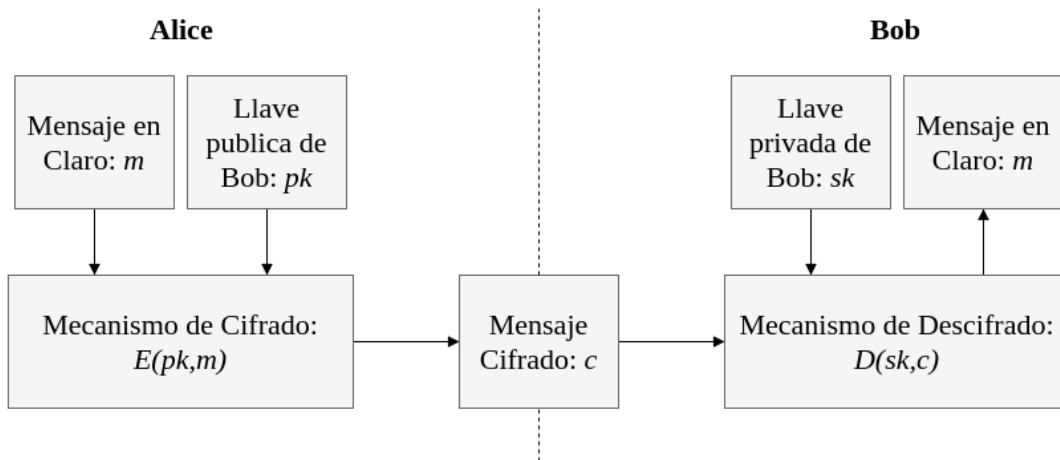 Alice
Bob
Mensaje en
Claro: m
Llave
publica de
Bob: pk
Llave
privada de
Bob: sk
Mensaje en
Claro: m
Mecanismo de Cifrado:
E(pk,m)
Mensaje
Cifrado: c
Mecanismo de Descifrado:
D(sk,c)